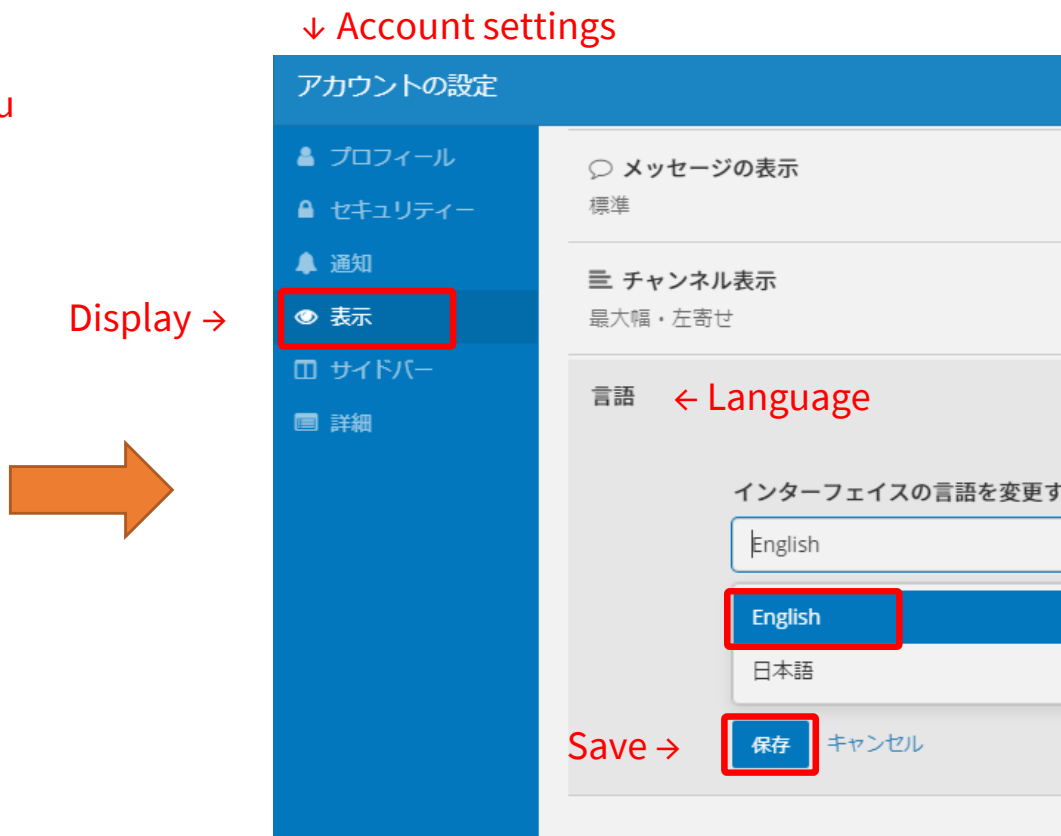 ↓ Account settings
アカウントの設定
プロフィール
セキュリティー
通知
Display →
表示
サイドバー
詳細
メッセージの表示
標準
チャンネル表示
最大幅・左寄せ
言語
← Language
インターフェイスの言語を変更す
English
English
日本語
Save →
保存
キャンセル